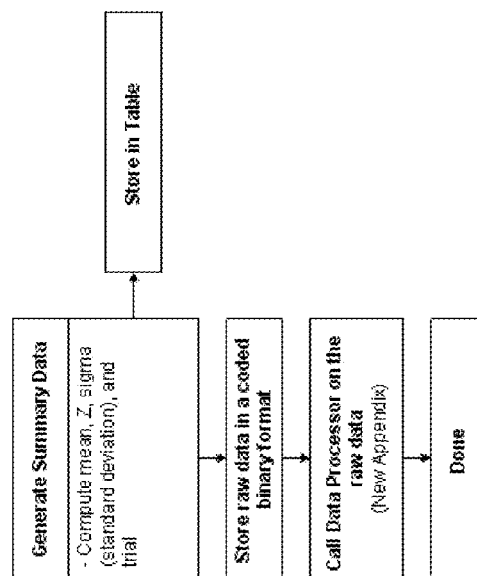 Generate Summary Data
- Compute mean, Z, sigma
(standard deviation), and
trial
Store in Table
Store raw data in a coded
binary format
Call Data Processor on the
raw data
(New Appendix)
Done